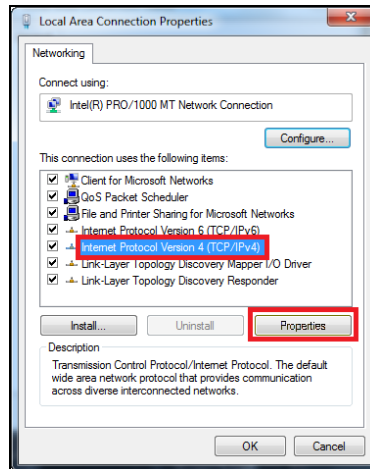 Local Area Connection Properties
Networking
Connect using:
Intel(R) PRO/1000 MT Network Connection
Configure...
This connection uses the following items:
Client for Microsoft Networks
QoS Packet Scheduler
File and Printer Sharing for Microsoft Networks
Internet Protocol Version 6 (TCP/IPv6)
Internet Protocol Version 4 (TCP/IPv4)
Link-Layer Topology Discovery Mapper I/O Driver
Link-Layer Topology Discovery Responder
Install... Uninstall Properties
Description
Transmission Control Protocol/Internet Protocol. The default
wide area network protocol that provides communication
across diverse interconnected networks.
OK Cancel